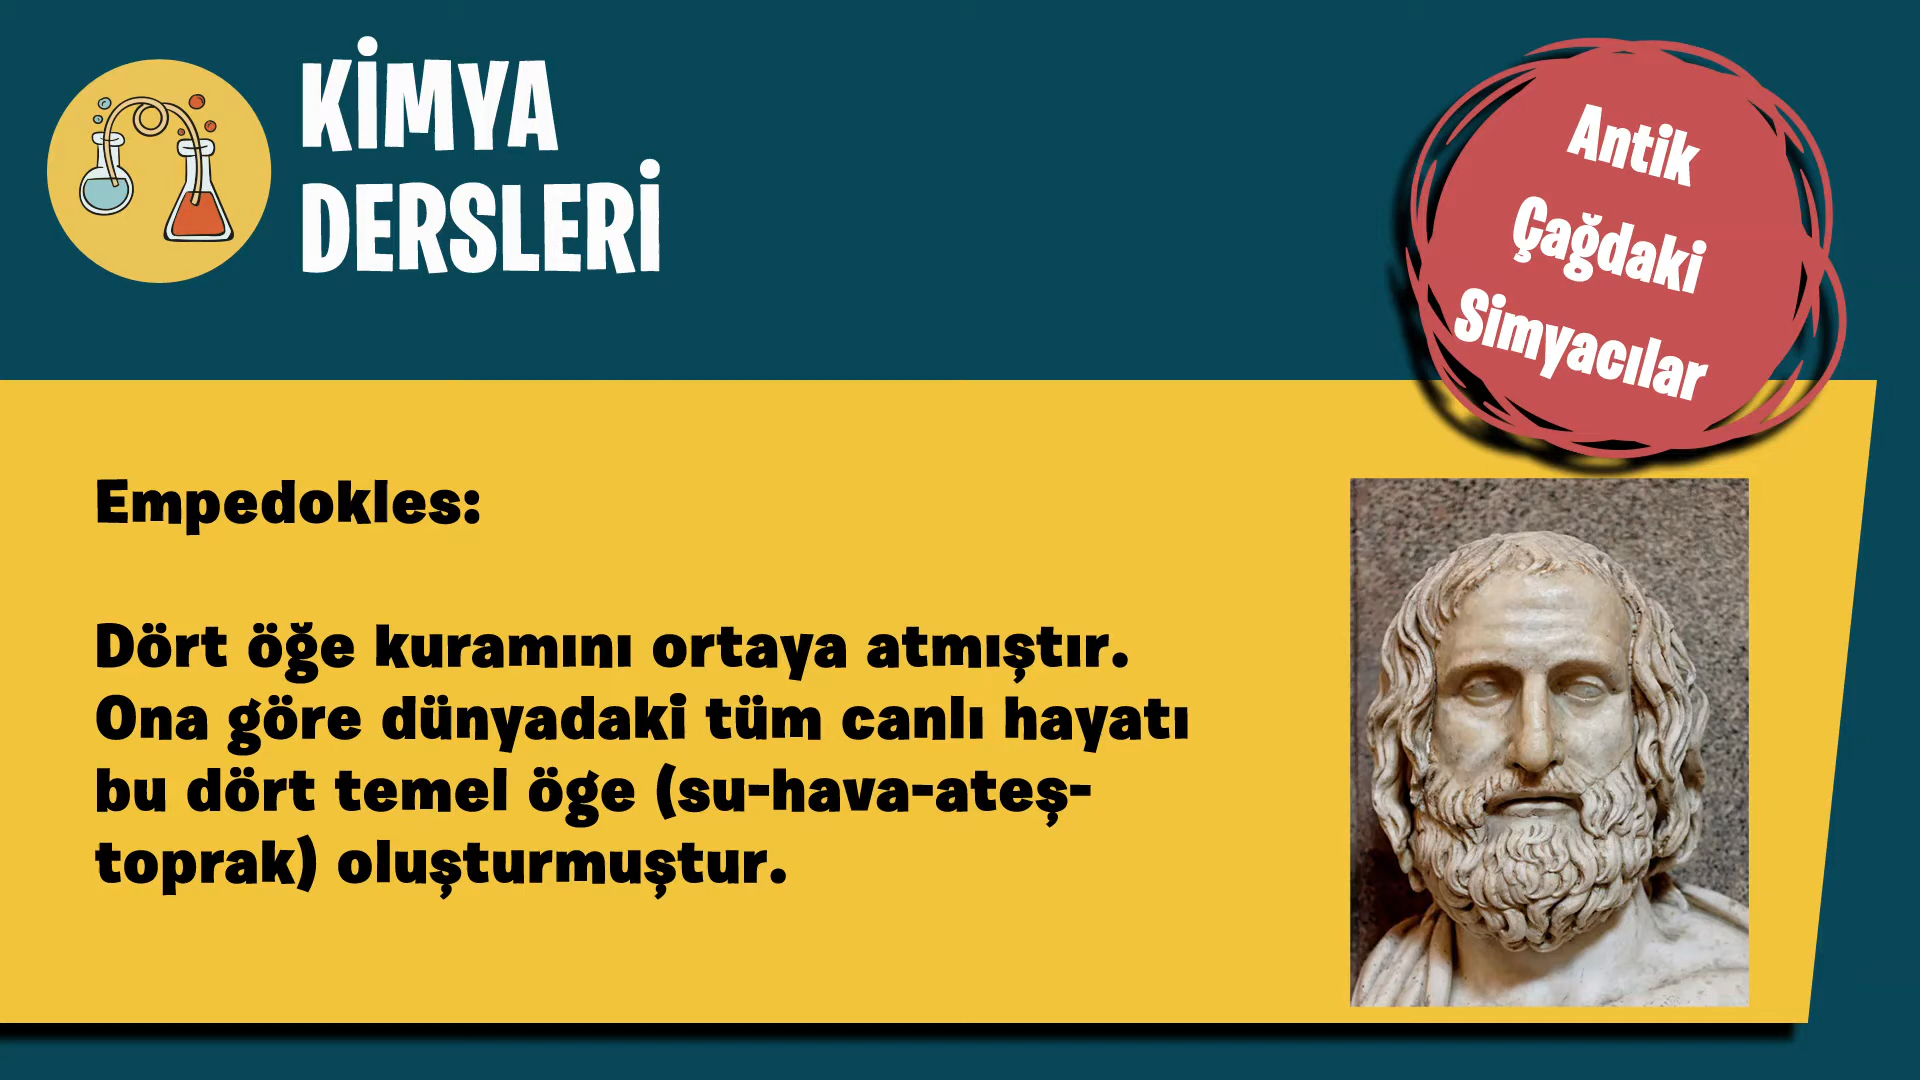 KİMYA
DERSLERİ
Antik
Çağdaki
Simyacılar
Empedokles:
Dört öğe kuramını ortaya atmıştır.
Ona göre dünyadaki tüm canlı hayatı
bu dört temel öge (su-hava-ateş-
toprak) oluşturmuştur.